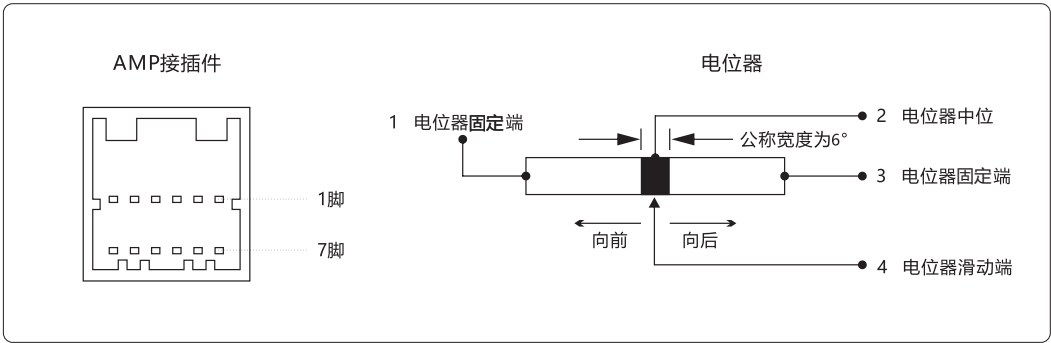 AMP接插件
电位器
1 电位器固定端
2 电位器中位
公称宽度为6°
3 电位器固定端
1脚
向前
向后
7脚
4 电位器滑动端